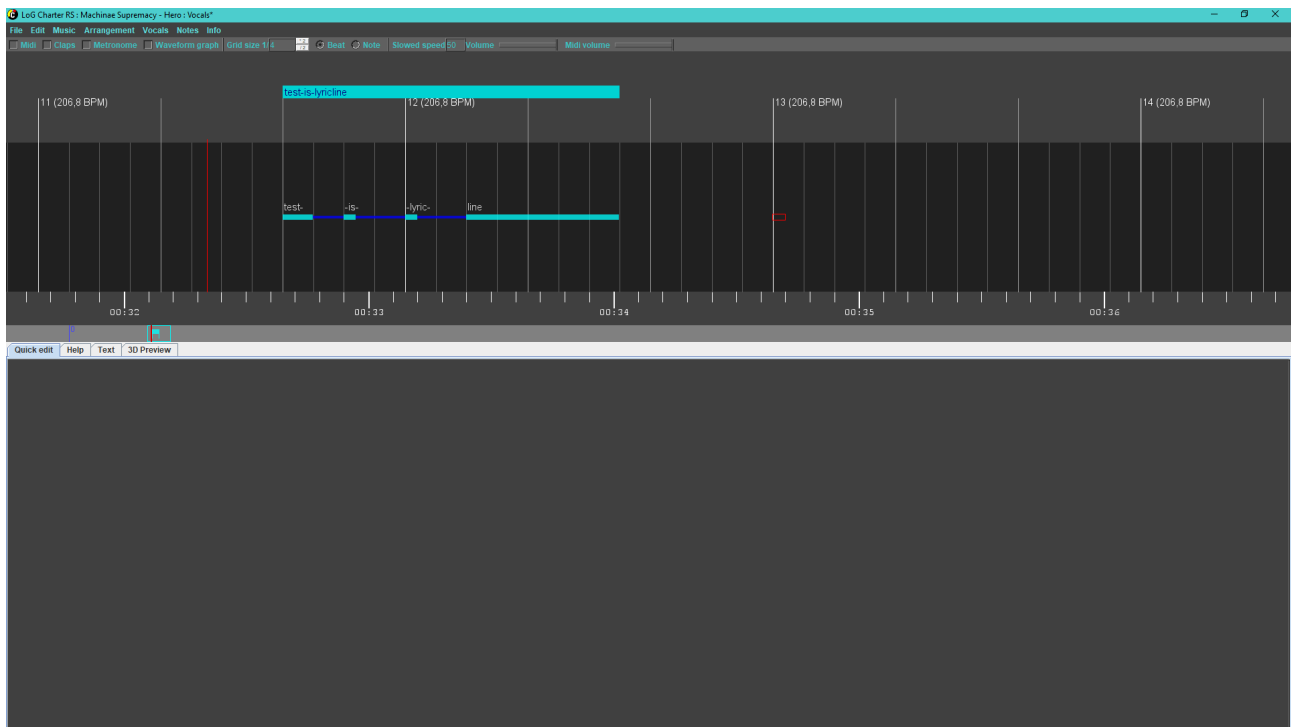 LoG Charter RS : Machinae Supremacy - Hero : Vocals*
File Edit Music Arrangement Vocals Notes Info
Midi Claps Metronome Waveform graph Grid size 1/ 4 Beat Note Slowed speed 50 Volume Midi volume
test-is-lyricline
11 (206,8 BPM) 12 (206,8 BPM) 13 (206,8 BPM) 14 (206,8 BPM)
test- -is- -lyric- line
00:32 00:33 00:34 00:35 00:36
0
Quick edit Help Text 3D Preview